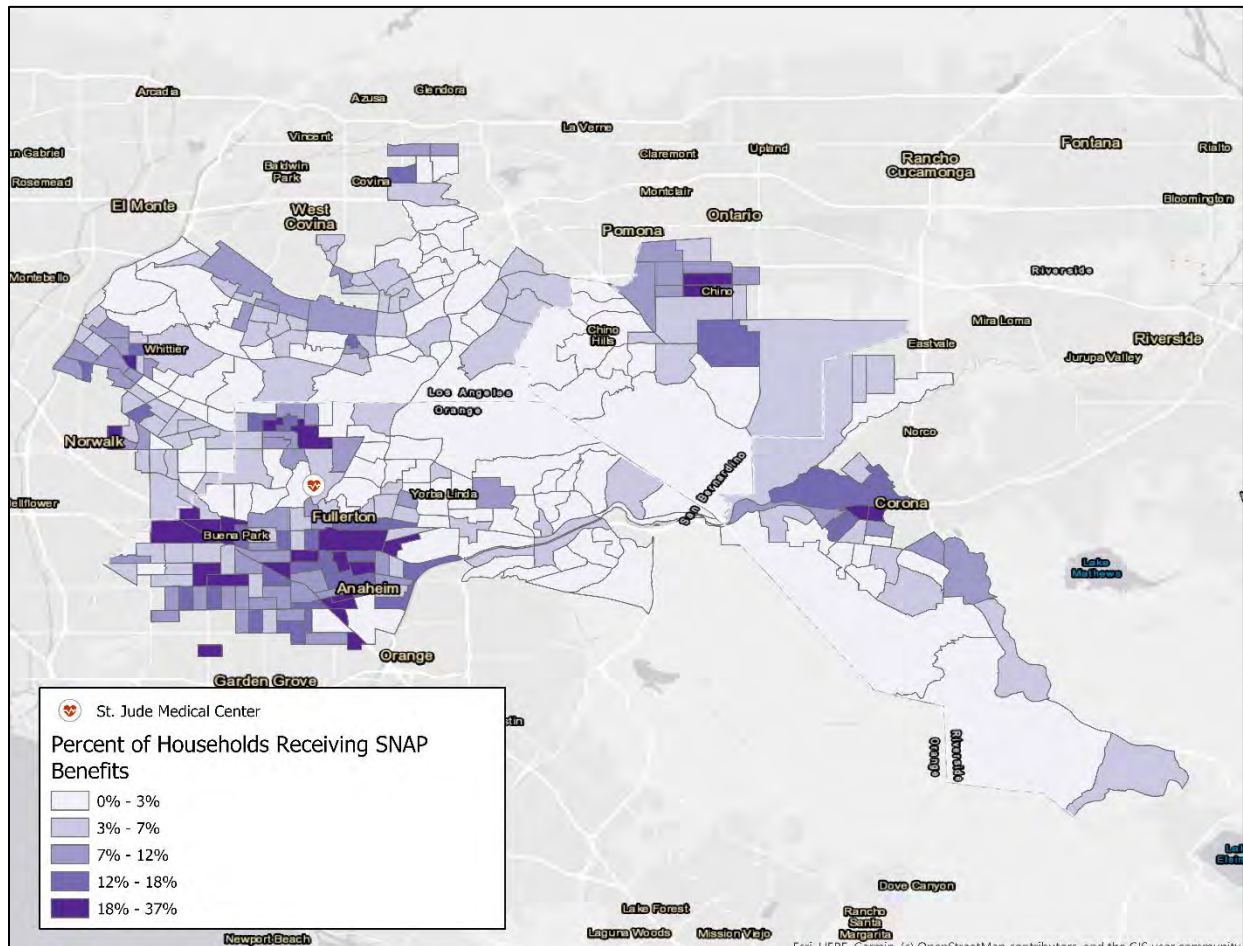 Arcadia
Azusa
Glendora
Vincent
La Verne
Fontana
an Gabriel
Baldwin
Park
Claremont
Upland
Rancho
Cucamonga
Rialto
Rosemead
Covina
Montclair
El Monte
West
Covina
Ontario
Bloomington
Pomona
Montebello
Riverside
Chino
Mira Loma
Chino
Hills
Riverside
Whittier
Eastvale
Jurupa Valley
Los Angeles
Orange
Norwalk
Norco
San Bernardino
Yorba Linda
ellflower
Corona
Fullerton
Buena Park
Lake
Mathews
Anaheim
Orange
Garden Grove
St. Jude Medical Center
Percent of Households Receiving SNAP
Benefits
0% - 3%
3% - 7%
7% - 12%
12% - 18%
18% - 37%
stin
Riverside
Orange
Lak
Elsin
Dove Canyon
Lake Forest
Rancho
Santa
Margarita
Laguna Woods
Mission Viejo
Newport Beach
Esri, HERE, Garmin, (c) OpenStreetMap contributors, and the GIS user community